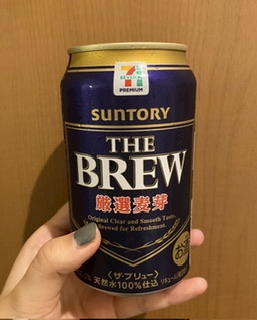 7
PREMIUM
SUNTORY
THE
BREW
厳選麦芽
Original Clear and Smooth Taste.
Brewed for Refreshment.
〈ザ・ブリュー〉
天然水100%仕込
お